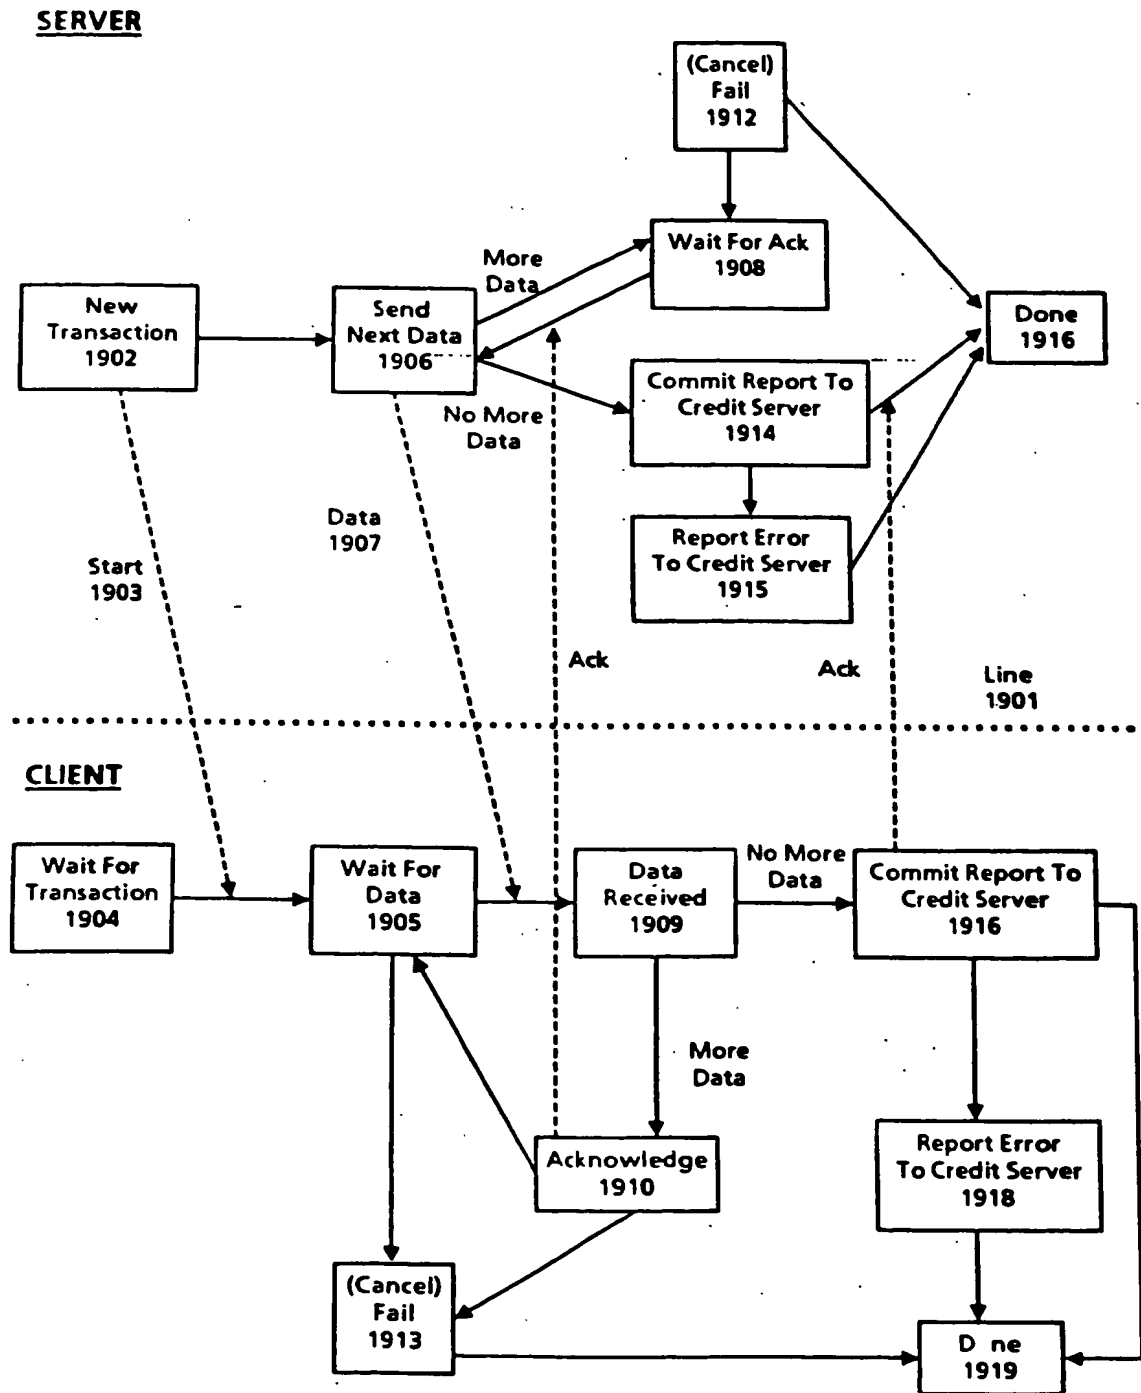 SERVER
(Cancel)
Fail
1912
Wait For Ack
1908
More
Data
New
Transaction
1902
Send
Next Data
1906
Done
1916
Commit Report To
Credit Server
1914
No More
Data
Data
1907
Report Error
To Credit Server
1915
Start
1903
Ack
Ack
Line
1901
CLIENT
Wait For
Transaction
1904
Wait For
Data
1905
Data
Received
1909
No More
Data
Commit Report To
Credit Server
1916
More
Data
Acknowledge
1910
Report Error
To Credit Server
1918
(Cancel)
Fail
1913
D ne
1919